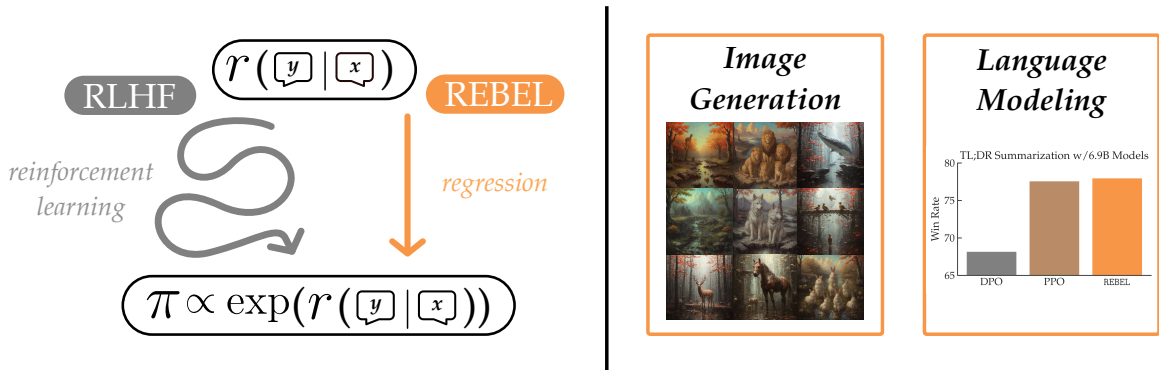 r(y|x)
RLHF
REBEL
reinforcement
learning
regression
π ∝ exp(r(y|x))
Image
Generation
Language
Modeling
TL;DR Summarization w/6.9B Models
Win Rate
80
75
70
65
DPO
PPO
REBEL